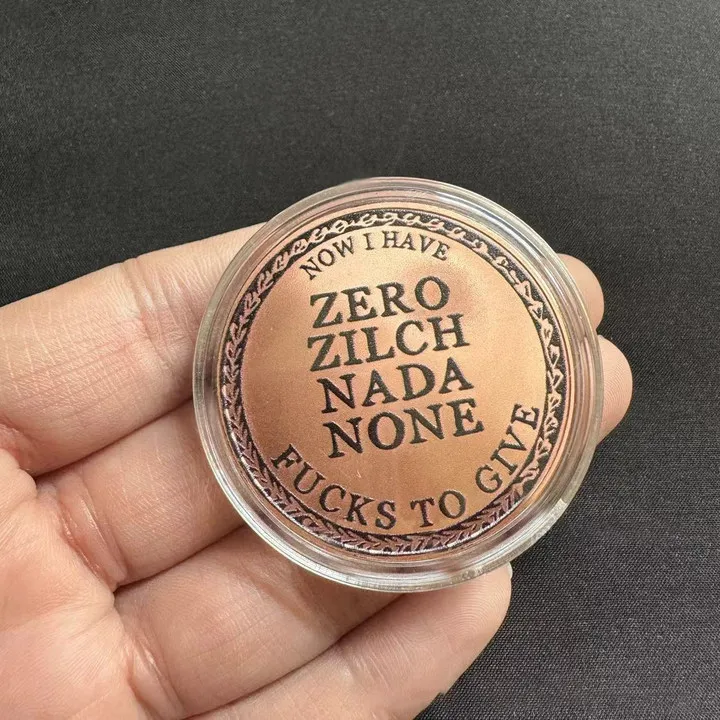 NOW I HAVE
ZERO
ZILCH
NADA
NONE
FUCKS TO GIVE